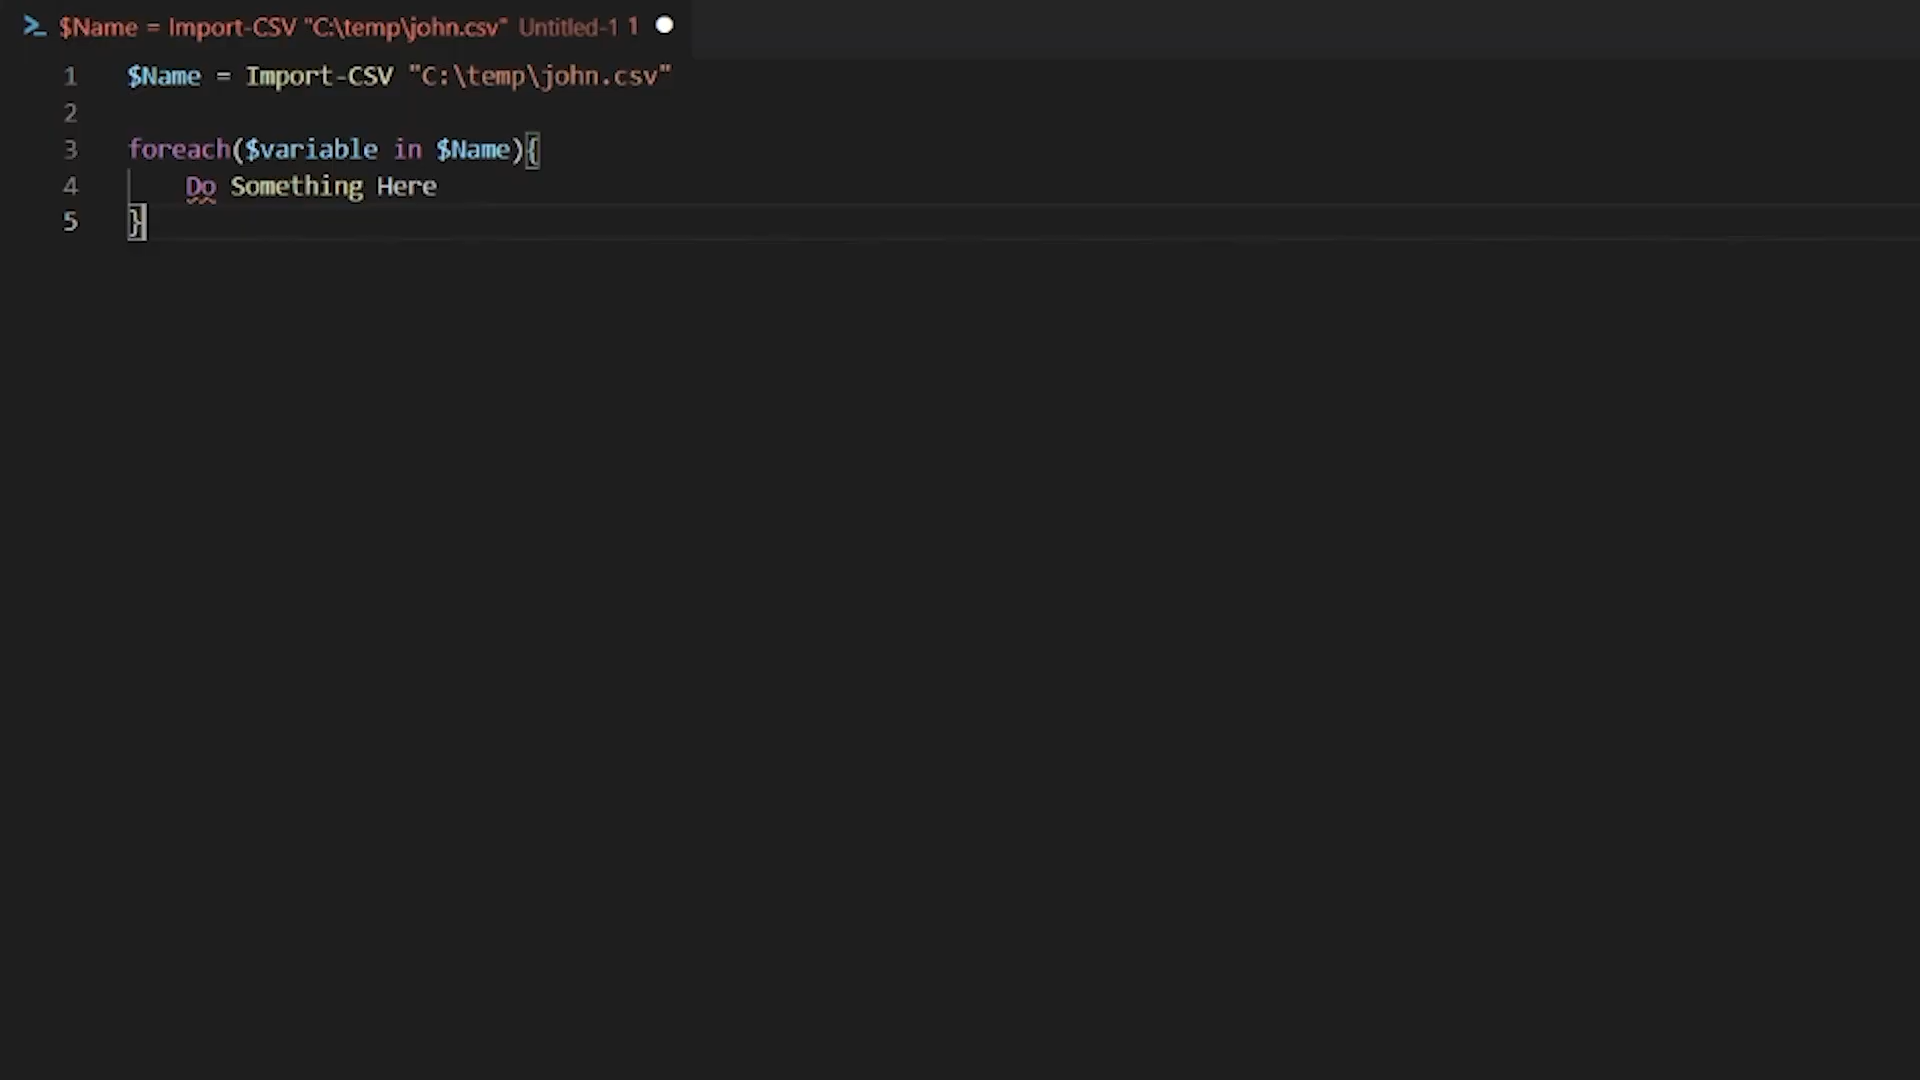 $Name = Import-CSV "C:\temp\john.csv" Untitled-1 1
1 $Name = Import-CSV "C:\temp\john.csv"
2
3 foreach($variable in $Name){
4 Do Something Here
5 }